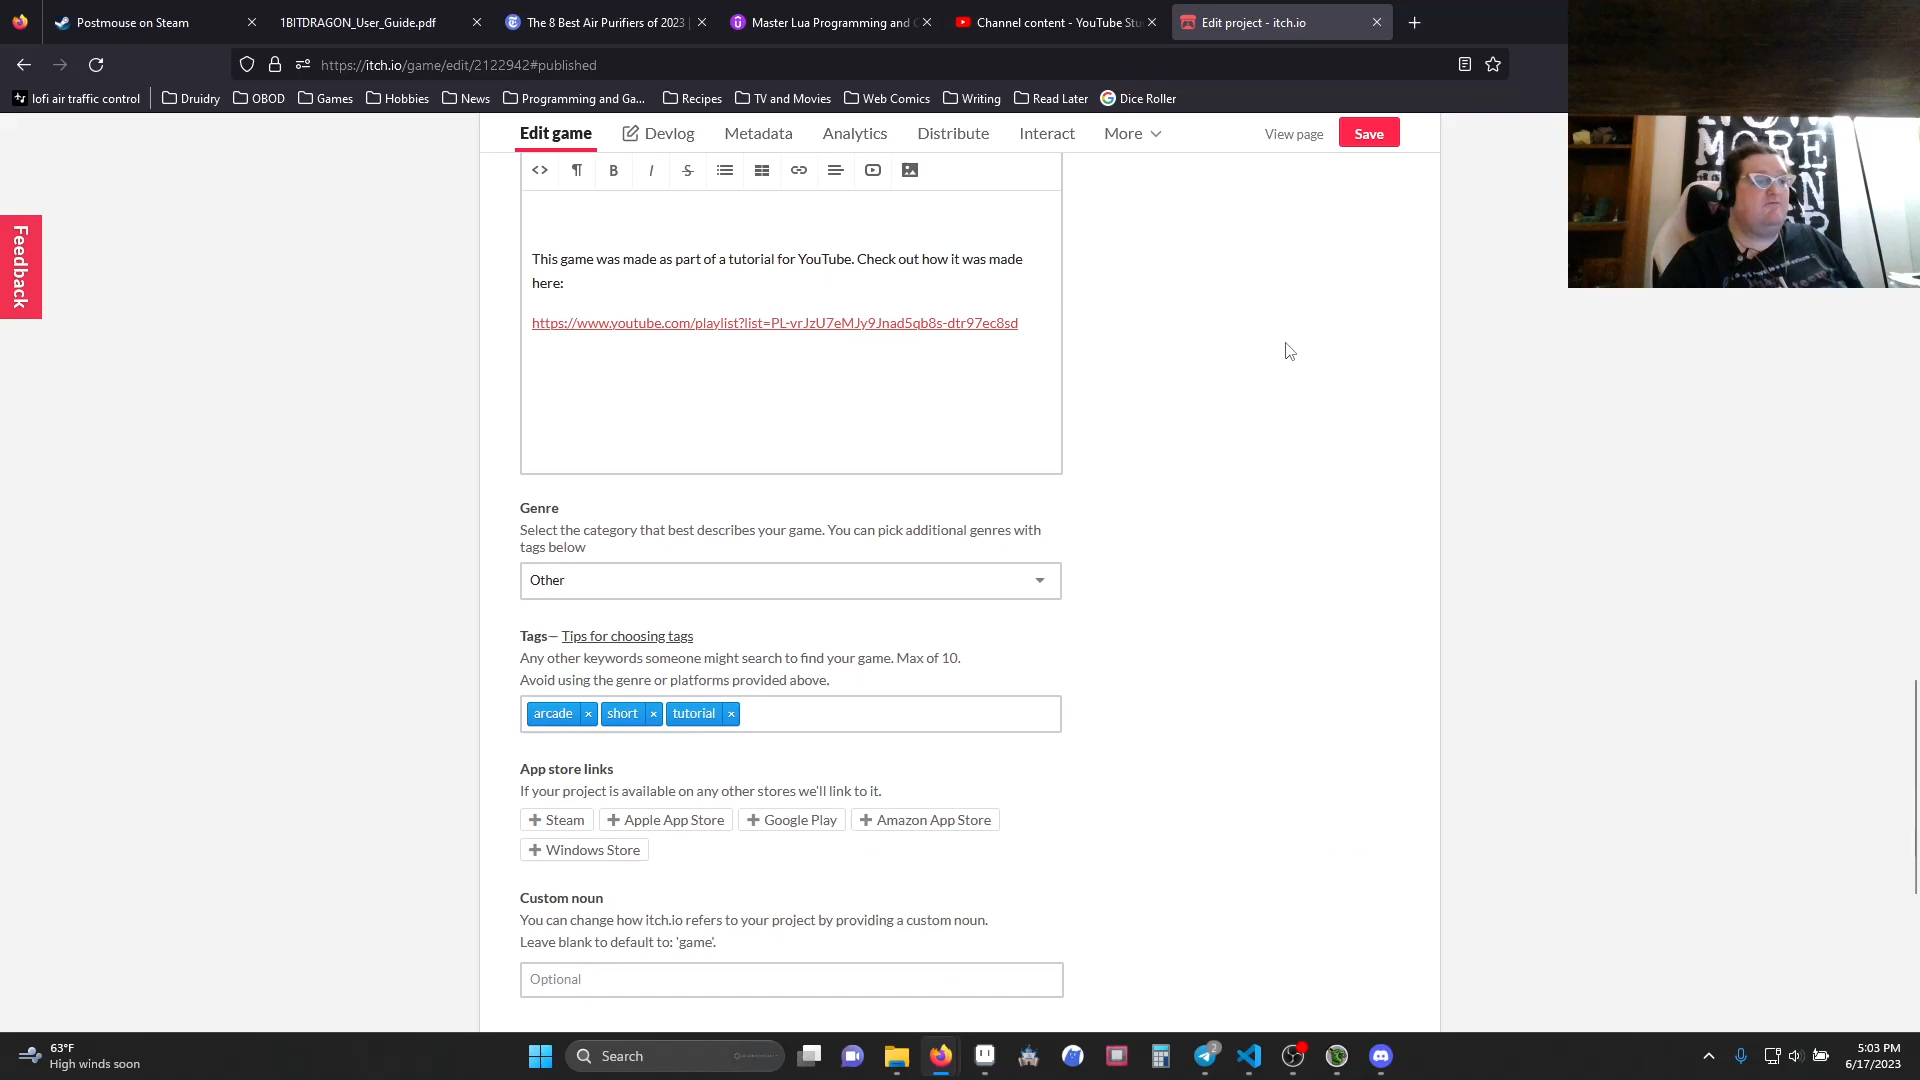 Postmouse on Steam
1BITDRAGON_User_Guide.pdf
The 8 Best Air Purifiers of 2023 |
Master Lua Programming and
Channel content - YouTube Stu
Edit project - itch.io
https://itch.io/game/edit/2122942#published
lofi air traffic control
Druidry
OBOD
Games
Hobbies
News
Programming and Ga...
Recipes
TV and Movies
Web Comics
Writing
Read Later
Dice Roller
Edit game
Devlog
Metadata
Analytics
Distribute
Interact
More
View page
Save
Feedback
This game was made as part of a tutorial for YouTube. Check out how it was made
here:
https://www.youtube.com/playlist?list=PL-vrJzU7eMJy9Jnad5qb8s-dtr97ec8sd
Genre
Select the category that best describes your game. You can pick additional genres with
tags below
Other
Tags— Tips for choosing tags
Any other keywords someone might search to find your game. Max of 10.
Avoid using the genre or platforms provided above.
arcade × short × tutorial ×
App store links
If your project is available on any other stores we'll link to it.
Steam
Apple App Store
Google Play
Amazon App Store
Windows Store
Custom noun
You can change how itch.io refers to your project by providing a custom noun.
Leave blank to default to: 'game'.
Optional
MORE
63°F
High winds soon
Search
2
5:03 PM
6/17/2023